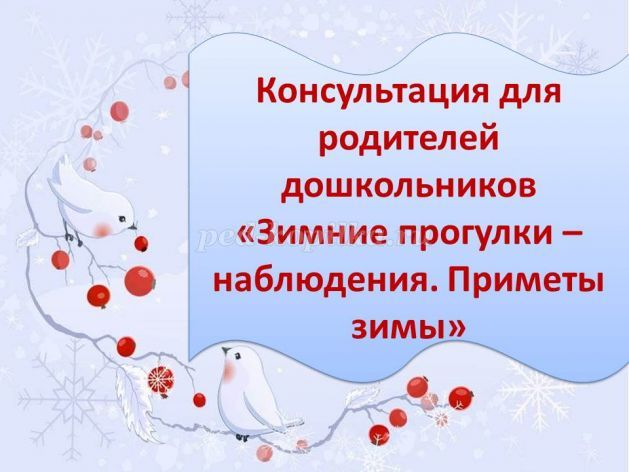 Консультация для
родителей
дошкольников
«Зимние прогулки –
наблюдения. Приметы
зимы»